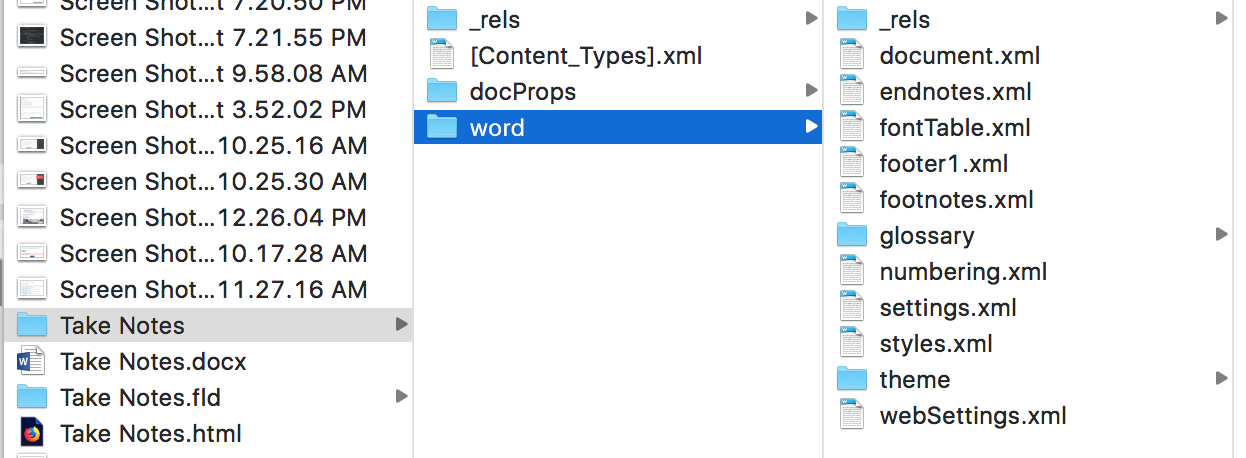 Screen Shot...t 7.20.50 PM
Screen Shot...t 7.21.55 PM
Screen Shot...t 9.58.08 AM
Screen Shot...t 3.52.02 PM
Screen Shot...10.25.16 AM
Screen Shot...10.25.30 AM
Screen Shot...12.26.04 PM
Screen Shot...10.17.28 AM
Screen Shot...11.27.16 AM
Take Notes
Take Notes.docx
Take Notes.fld
Take Notes.html
_rels
[Content_Types].xml
docProps
word
_rels
document.xml
endnotes.xml
fontTable.xml
footer1.xml
footnotes.xml
glossary
numbering.xml
settings.xml
styles.xml
theme
webSettings.xml